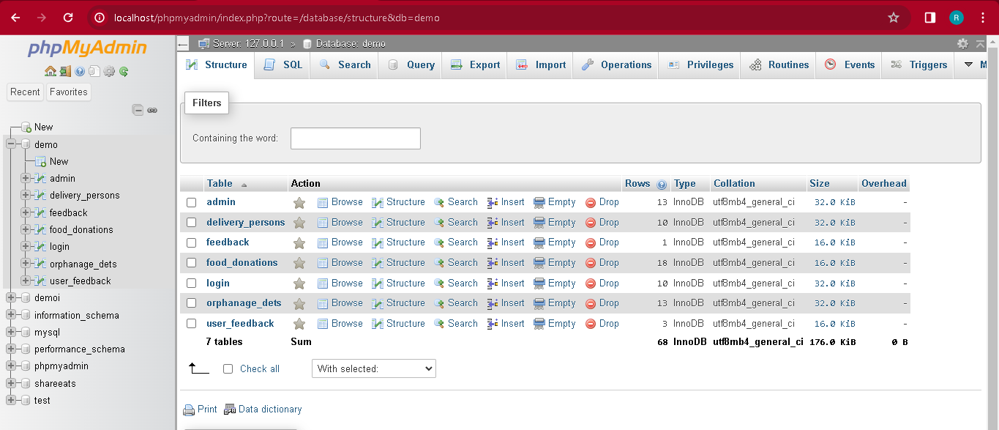 localhost/phpmyadmin/index.php?route=/database/structure&db=demo
R
phpMyAdmin
Recent Favorites
New
demo
New
admin
delivery_persons
feedback
food_donations
login
orphanage_dets
user_feedback
demoi
information_schema
mysql
performance_schema
phpmyadmin
shareeats
test
Server: 127.0.0.1 » Database: demo
Structure SQL Search Query Export Import Operations Privileges Routines Events Triggers
Filters
Containing the word:
Table Action Rows Type Collation Size Overhead
admin Browse Structure Search Insert Empty Drop 13 InnoDB utf8mb4_general_ci 32.0 KiB -
delivery_persons Browse Structure Search Insert Empty Drop 10 InnoDB utf8mb4_general_ci 32.0 KiB -
feedback Browse Structure Search Insert Empty Drop 1 InnoDB utf8mb4_general_ci 16.0 KiB -
food_donations Browse Structure Search Insert Empty Drop 18 InnoDB utf8mb4_general_ci 16.0 KiB -
login Browse Structure Search Insert Empty Drop 10 InnoDB utf8mb4_general_ci 32.0 KiB -
orphanage_dets Browse Structure Search Insert Empty Drop 13 InnoDB utf8mb4_general_ci 32.0 KiB -
user_feedback Browse Structure Search Insert Empty Drop 3 InnoDB utf8mb4_general_ci 16.0 KiB -
7 tables Sum 68 InnoDB utf8mb4_general_ci 176.0 KiB 0 B
Check all With selected:
Print Data dictionary